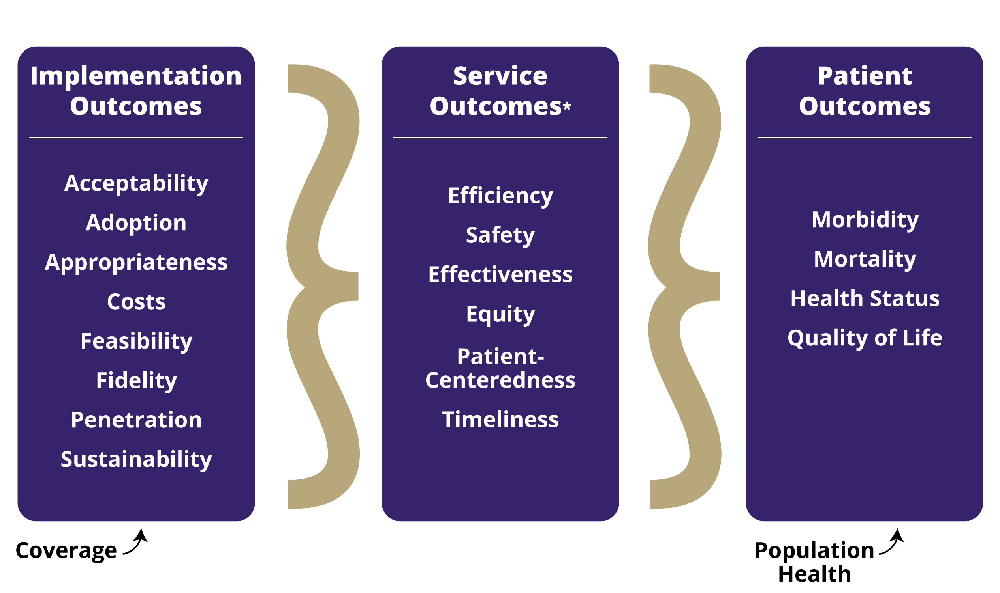 Implementation
Outcomes
Acceptability
Adoption
Appropriateness
Costs
Feasibility
Fidelity
Penetration
Sustainability
Coverage
Service
Outcomes*
Efficiency
Safety
Effectiveness
Equity
Patient-
Centeredness
Timeliness
Patient
Outcomes
Morbidity
Mortality
Health Status
Quality of Life
Population
Health